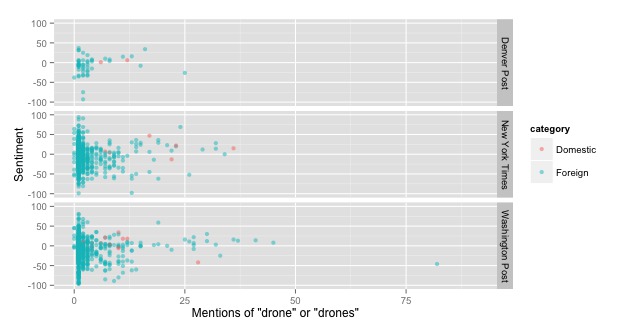 100
50
0
-50
-100
Denver Post
100
50
0
-50
-100
New York Times
100
50
0
-50
-100
Washington Post
Sentiment
0
25
50
75
Mentions of "drone" or "drones"
category
Domestic
Foreign